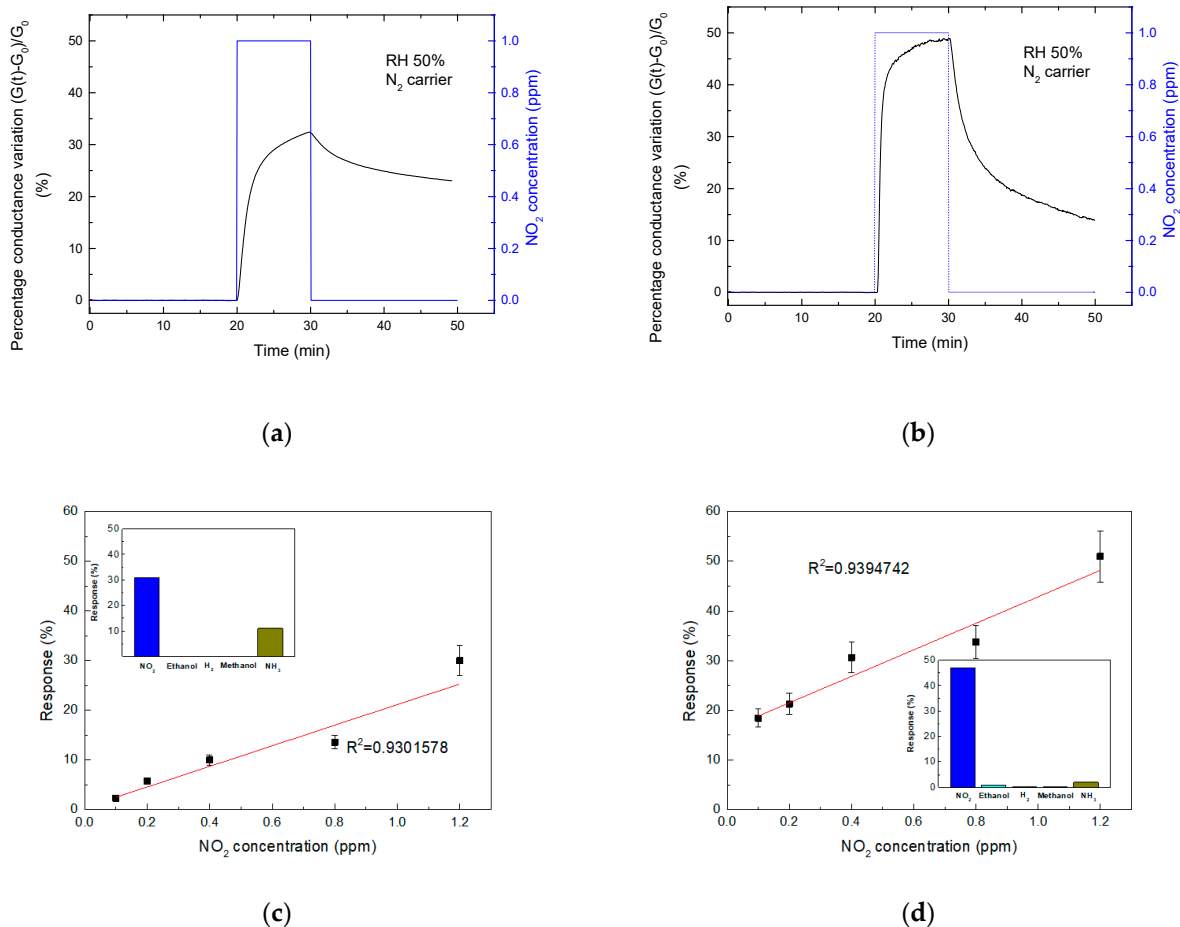 Percentage conductance variation (G(t)-G₀)/G₀
(%)
50
40
30
20
10
0
RH 50%
N₂ carrier
1.0
0.8
0.6
0.4
0.2
0.0
NO₂ concentration (ppm)
0 10 20 30 40 50
Time (min)
(a)
Percentage conductance variation (G(t)-G₀)/G₀
(%)
50
40
30
20
10
0
RH 50%
N₂ carrier
1.0
0.8
0.6
0.4
0.2
0.0
NO₂ concentration (ppm)
0 10 20 30 40 50
Time (min)
(b)
Response (%)
60
50
40
30
20
10
0
Response (%)
50
40
30
20
10
NO₂ Ethanol H₂ Methanol NH₃
R²=0.9301578
0.0 0.2 0.4 0.6 0.8 1.0 1.2
NO₂ concentration (ppm)
(c)
Response (%)
60
50
40
30
20
10
0
R²=0.9394742
Response (%)
50
40
30
20
10
0
NO₂ Ethanol H₂ Methanol NH₃
0.0 0.2 0.4 0.6 0.8 1.0 1.2
NO₂ concentration (ppm)
(d)